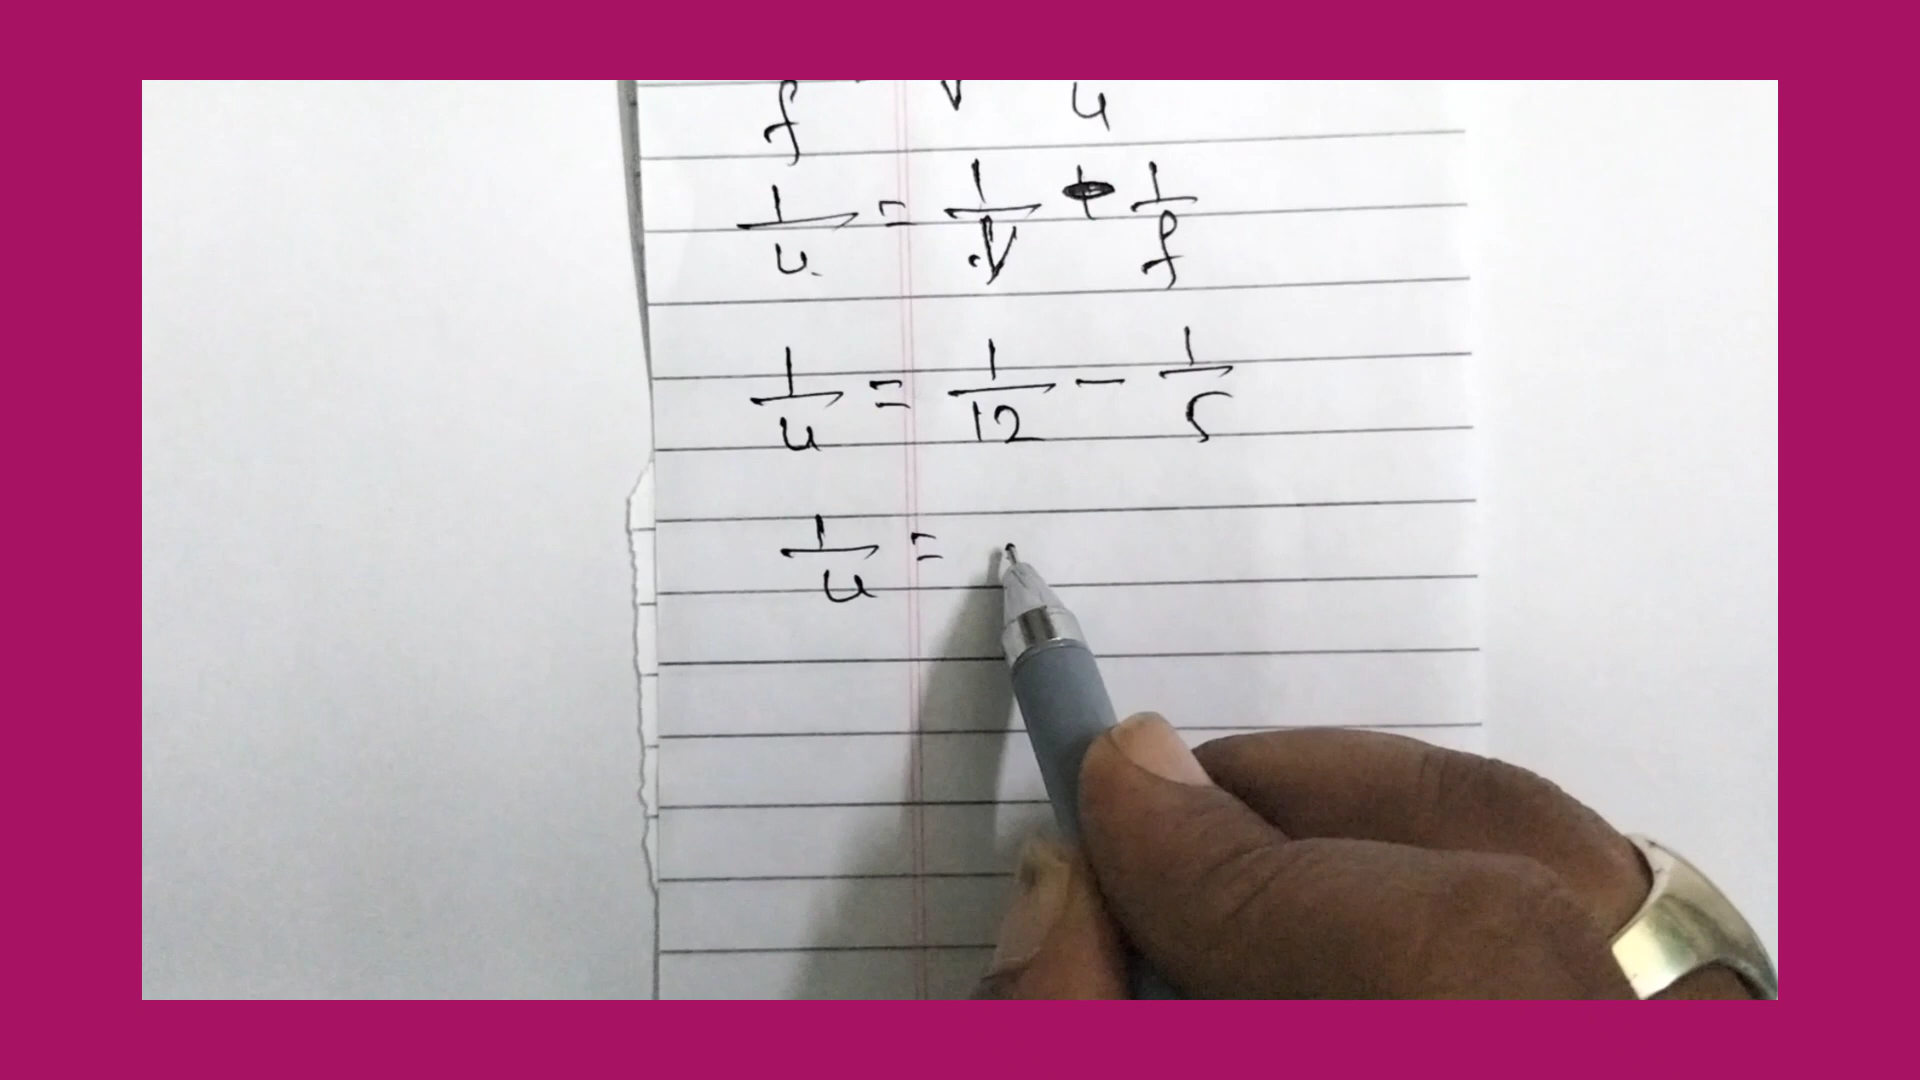 f v u
1/u = 1/v + 1/f
1/u = 1/12 - 1/5
1/u =